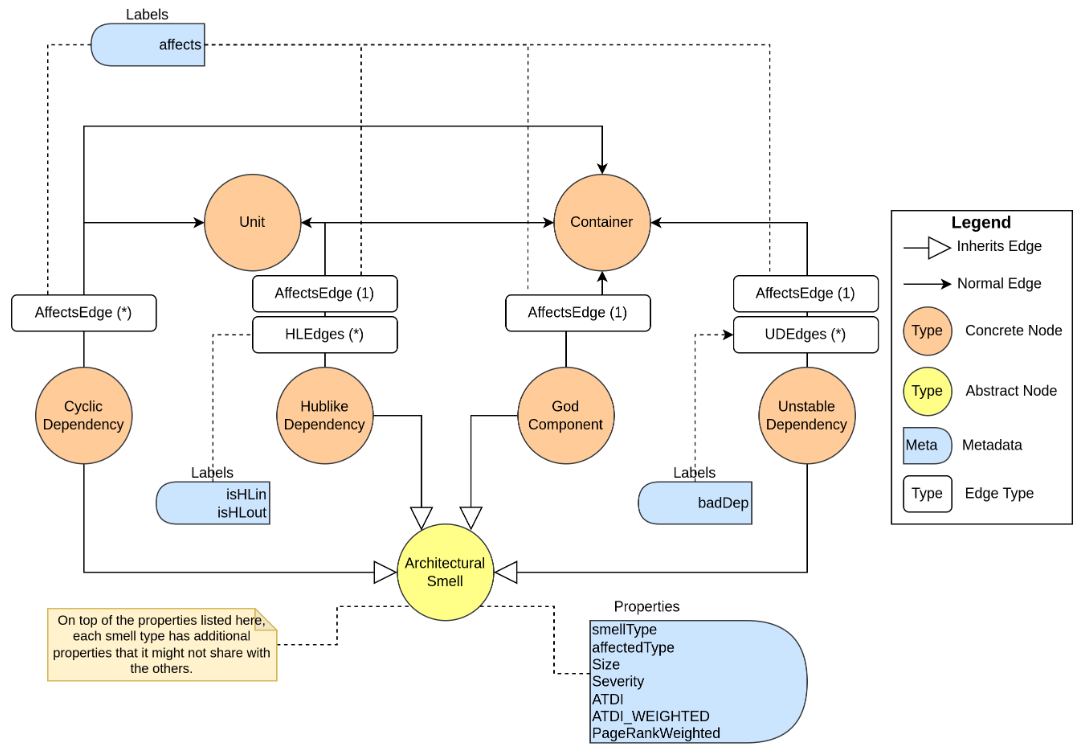 Labels
affects
Unit
Container
Legend
Inherits Edge
Normal Edge
Type
Concrete Node
Type
Abstract Node
Meta
Metadata
Type
Edge Type
AffectsEdge (*)
AffectsEdge (1)
HLEdges (*)
AffectsEdge (1)
AffectsEdge (1)
UDEdges (*)
Cyclic
Dependency
Hublike
Dependency
God
Component
Unstable
Dependency
Labels
isHLin
isHLout
Labels
badDep
Architectural
Smell
On top of the properties listed here,
each smell type has additional
properties that it might not share with
the others.
Properties
smellType
affectedType
Size
Severity
ATDI
ATDI_WEIGHTED
PageRankWeighted